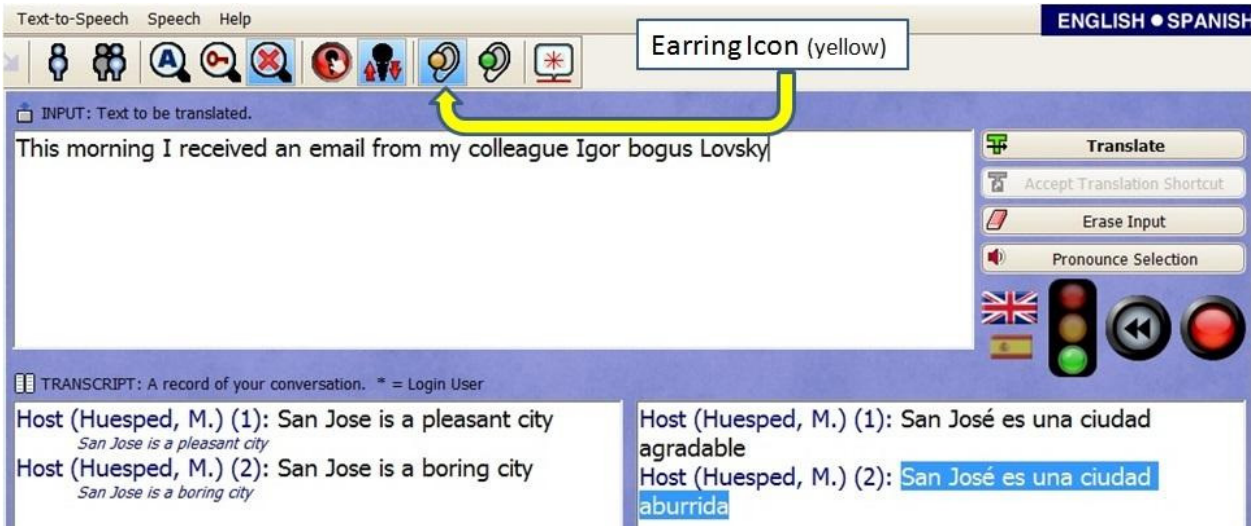 Text-to-Speech Speech Help
ENGLISH ● SPANISH
Earring Icon (yellow)
INPUT: Text to be translated.
This morning I received an email from my colleague Igor bogus Lovsky
Translate
Accept Translation Shortcut
Erase Input
Pronounce Selection
TRANSCRIPT: A record of your conversation. * = Login User
Host (Huesped, M.) (1): San Jose is a pleasant city
San Jose is a pleasant city
Host (Huesped, M.) (2): San Jose is a boring city
San Jose is a boring city
Host (Huesped, M.) (1): San José es una ciudad
agradable
Host (Huesped, M.) (2): San José es una ciudad
aburrida